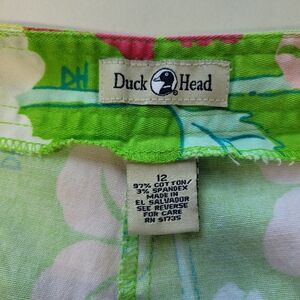 DH
Duck Head
12
97% COTTON/
3% SPANDEX
MADE IN
EL SALVADOR
SEE REVERSE
FOR CARE
RN 51735